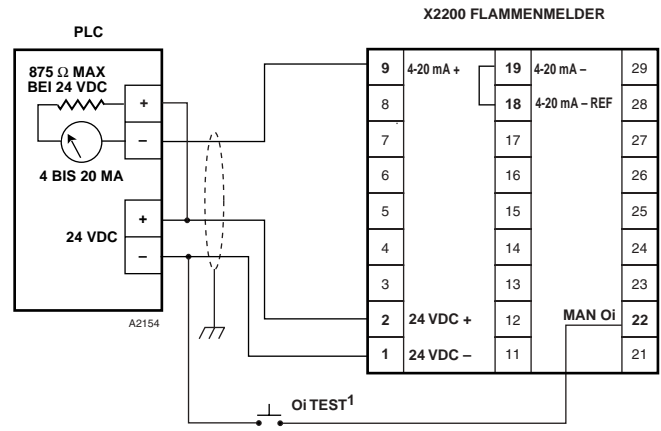 X2200 FLAMMENMELDER
PLC
875 Ω MAX
BEI 24 VDC
+
–
4 BIS 20 MA
+
24 VDC
–
A2154
9 4-20 mA + 19 4-20 mA – 29
8 18 4-20 mA – REF 28
7 17 27
6 16 26
5 15 25
4 14 24
3 13 23
2 24 VDC + 12 MAN Oi 22
1 24 VDC – 11 21
Oi TEST1